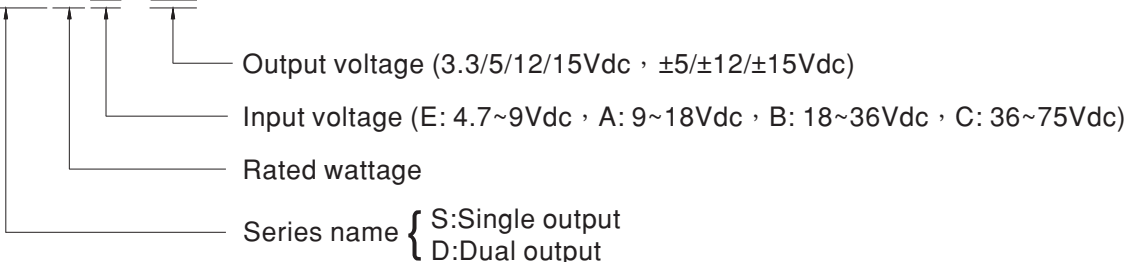 Output voltage (3.3/5/12/15Vdc，±5/±12/±15Vdc)
Input voltage (E: 4.7~9Vdc，A: 9~18Vdc，B: 18~36Vdc，C: 36~75Vdc)
Rated wattage
Series name { S:Single output
D:Dual output